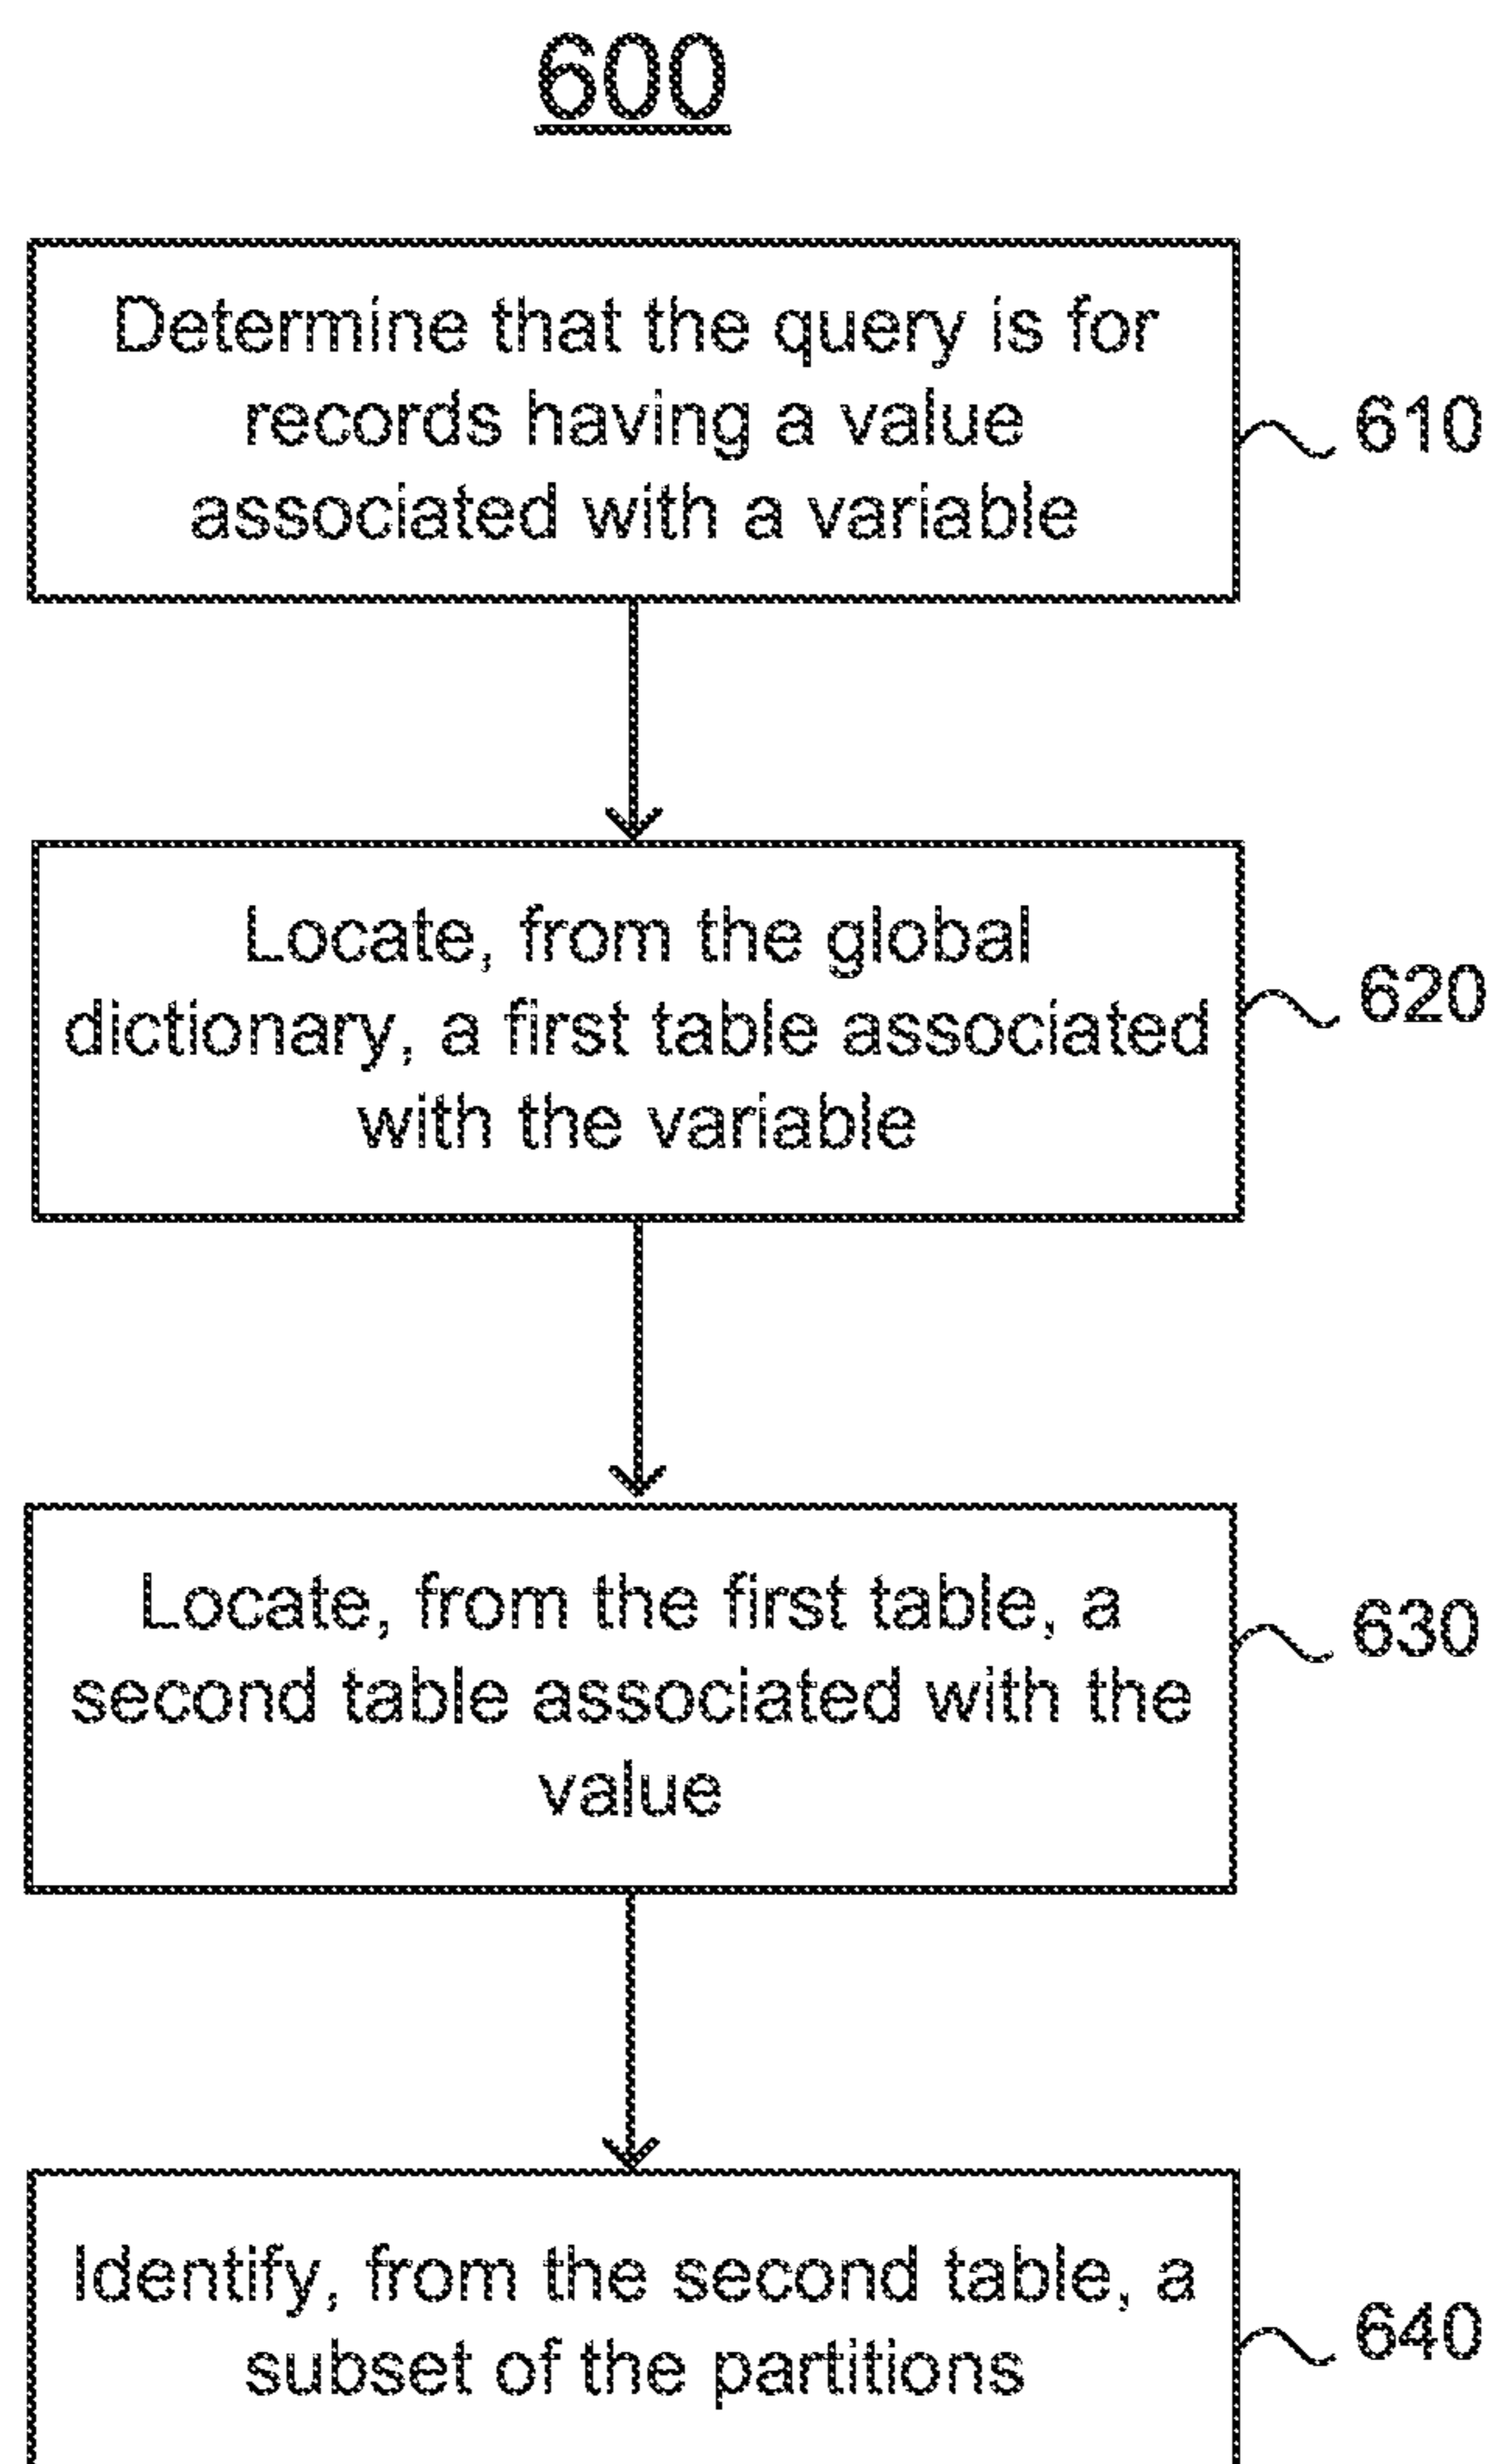 600
Determine that the query is for
records having a value
associated with a variable
610
Locate, from the global
dictionary, a first table associated
with the variable
620
Locate, from the first table, a
second table associated with the
value
630
Identify, from the second table, a
subset of the partitions
640